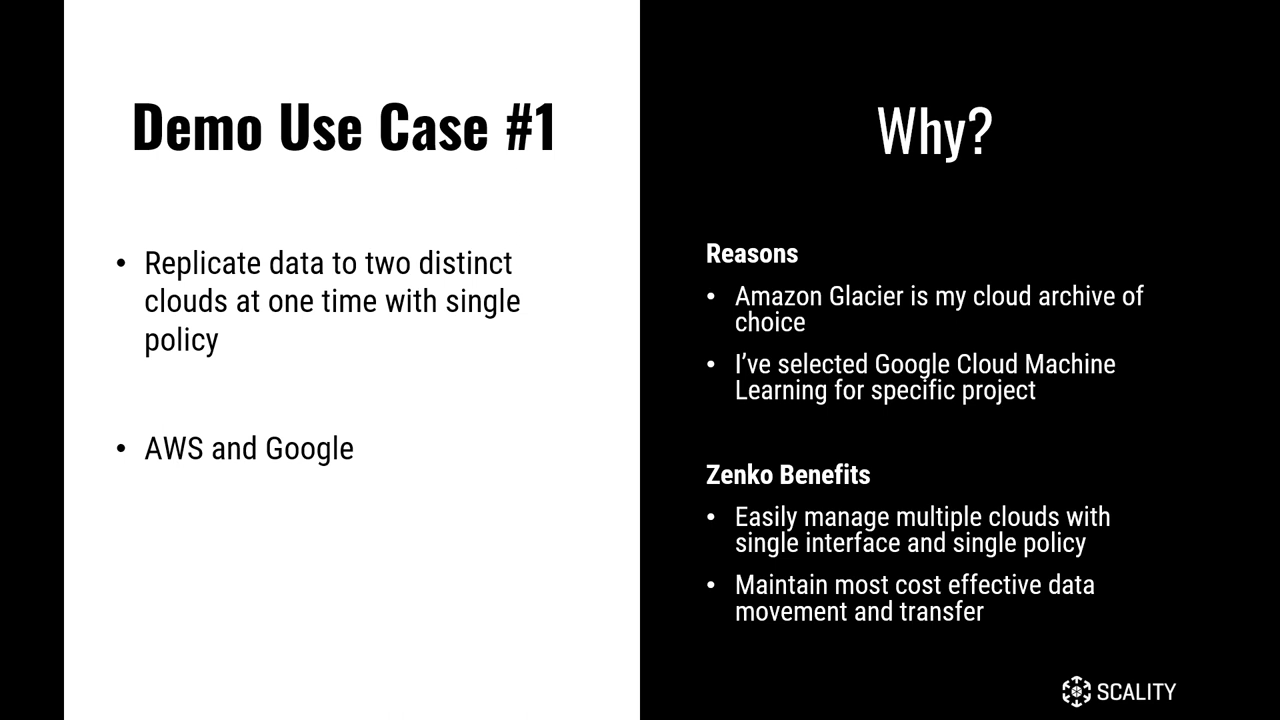 Demo Use Case #1
• Replicate data to two distinct
clouds at one time with single
policy
• AWS and Google
Why?
Reasons
• Amazon Glacier is my cloud archive of
choice
• I’ve selected Google Cloud Machine
Learning for specific project
Zenko Benefits
• Easily manage multiple clouds with
single interface and single policy
• Maintain most cost effective data
movement and transfer
SCALITY